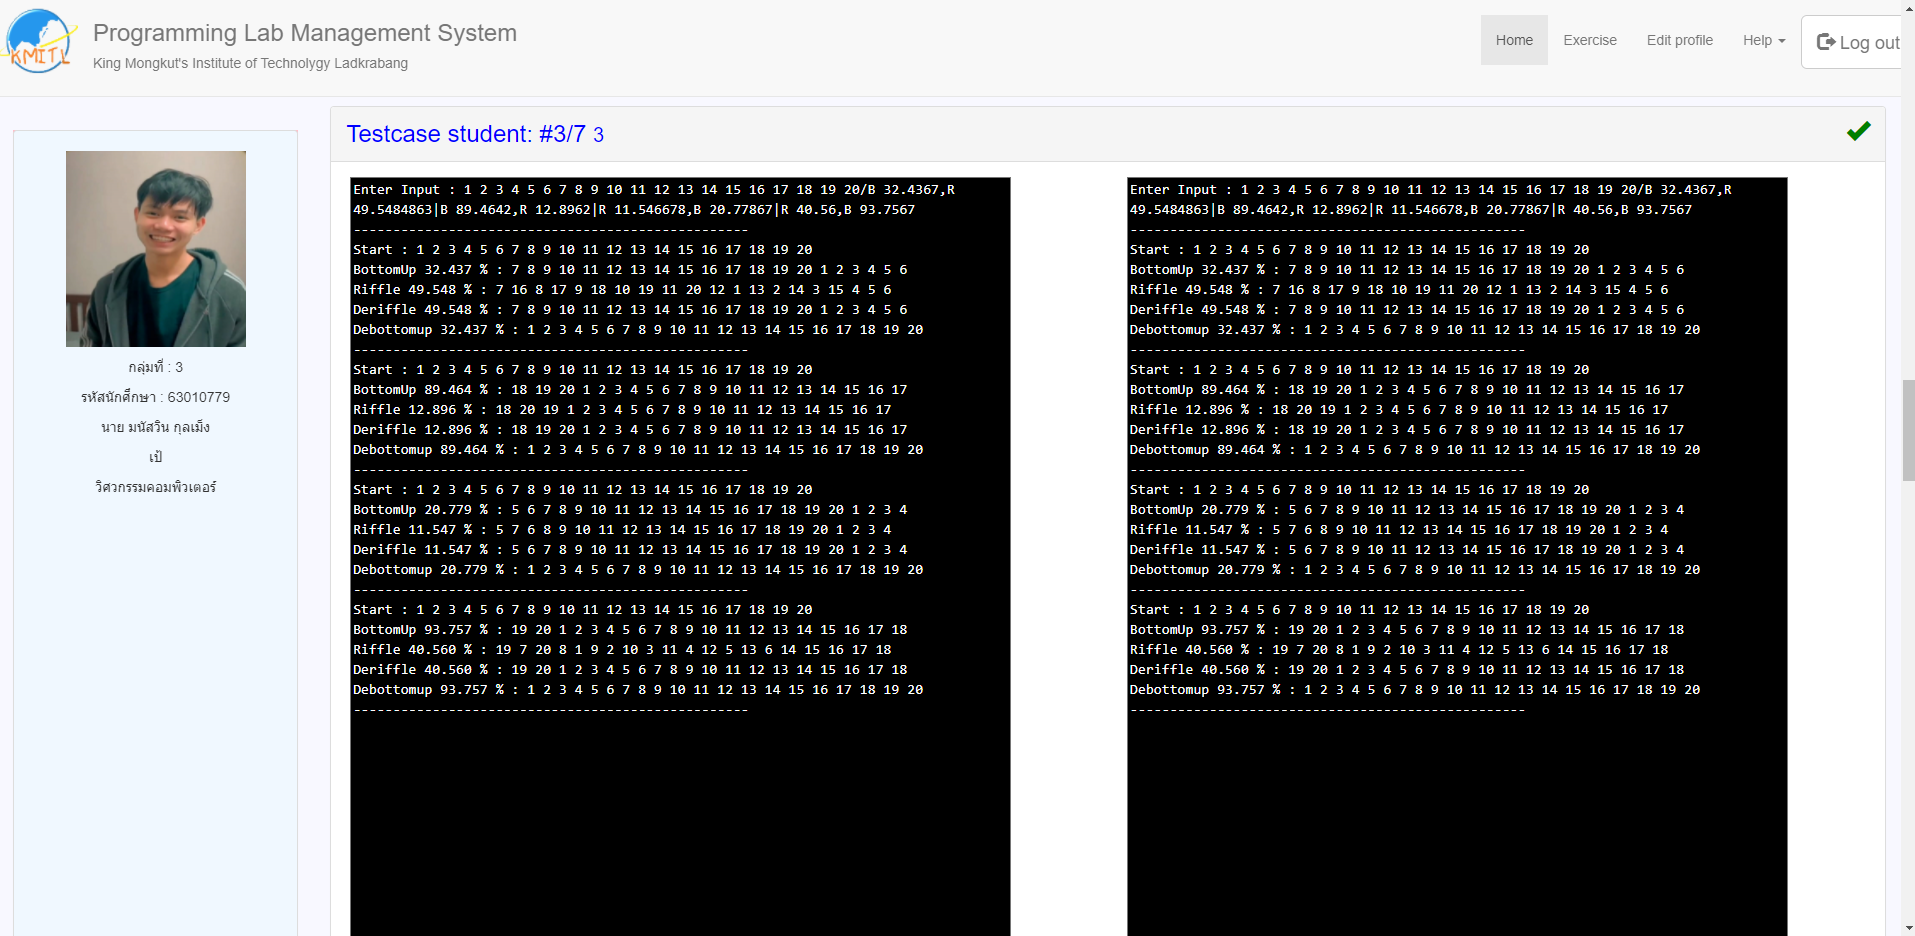 KMITL
Programming Lab Management System
King Mongkut's Institute of Technolygy Ladkrabang
Home
Exercise
Edit profile
Help
Log out
กลุ่มที่ : 3
รหัสนักศึกษา : 63010779
นาย มนัสวิน กุลเม็ง
เป้
วิศวกรรมคอมพิวเตอร์
Testcase student: #3/7 3
Enter Input : 1 2 3 4 5 6 7 8 9 10 11 12 13 14 15 16 17 18 19 20/B 32.4367,R
49.5484863|B 89.4642,R 12.8962|R 11.546678,B 20.77867|R 40.56,B 93.7567
--------------------------------------------------
Start : 1 2 3 4 5 6 7 8 9 10 11 12 13 14 15 16 17 18 19 20
BottomUp 32.437 % : 7 8 9 10 11 12 13 14 15 16 17 18 19 20 1 2 3 4 5 6
Riffle 49.548 % : 7 16 8 17 9 18 10 19 11 20 12 1 13 2 14 3 15 4 5 6
Deriffle 49.548 % : 7 8 9 10 11 12 13 14 15 16 17 18 19 20 1 2 3 4 5 6
Debottomup 32.437 % : 1 2 3 4 5 6 7 8 9 10 11 12 13 14 15 16 17 18 19 20
--------------------------------------------------
Start : 1 2 3 4 5 6 7 8 9 10 11 12 13 14 15 16 17 18 19 20
BottomUp 89.464 % : 18 19 20 1 2 3 4 5 6 7 8 9 10 11 12 13 14 15 16 17
Riffle 12.896 % : 18 20 19 1 2 3 4 5 6 7 8 9 10 11 12 13 14 15 16 17
Deriffle 12.896 % : 18 19 20 1 2 3 4 5 6 7 8 9 10 11 12 13 14 15 16 17
Debottomup 89.464 % : 1 2 3 4 5 6 7 8 9 10 11 12 13 14 15 16 17 18 19 20
--------------------------------------------------
Start : 1 2 3 4 5 6 7 8 9 10 11 12 13 14 15 16 17 18 19 20
BottomUp 20.779 % : 5 6 7 8 9 10 11 12 13 14 15 16 17 18 19 20 1 2 3 4
Riffle 11.547 % : 5 7 6 8 9 10 11 12 13 14 15 16 17 18 19 20 1 2 3 4
Deriffle 11.547 % : 5 6 7 8 9 10 11 12 13 14 15 16 17 18 19 20 1 2 3 4
Debottomup 20.779 % : 1 2 3 4 5 6 7 8 9 10 11 12 13 14 15 16 17 18 19 20
--------------------------------------------------
Start : 1 2 3 4 5 6 7 8 9 10 11 12 13 14 15 16 17 18 19 20
BottomUp 93.757 % : 19 20 1 2 3 4 5 6 7 8 9 10 11 12 13 14 15 16 17 18
Riffle 40.560 % : 19 7 20 8 1 9 2 10 3 11 4 12 5 13 6 14 15 16 17 18
Deriffle 40.560 % : 19 20 1 2 3 4 5 6 7 8 9 10 11 12 13 14 15 16 17 18
Debottomup 93.757 % : 1 2 3 4 5 6 7 8 9 10 11 12 13 14 15 16 17 18 19 20
--------------------------------------------------
Enter Input : 1 2 3 4 5 6 7 8 9 10 11 12 13 14 15 16 17 18 19 20/B 32.4367,R
49.5484863|B 89.4642,R 12.8962|R 11.546678,B 20.77867|R 40.56,B 93.7567
--------------------------------------------------
Start : 1 2 3 4 5 6 7 8 9 10 11 12 13 14 15 16 17 18 19 20
BottomUp 32.437 % : 7 8 9 10 11 12 13 14 15 16 17 18 19 20 1 2 3 4 5 6
Riffle 49.548 % : 7 16 8 17 9 18 10 19 11 20 12 1 13 2 14 3 15 4 5 6
Deriffle 49.548 % : 7 8 9 10 11 12 13 14 15 16 17 18 19 20 1 2 3 4 5 6
Debottomup 32.437 % : 1 2 3 4 5 6 7 8 9 10 11 12 13 14 15 16 17 18 19 20
--------------------------------------------------
Start : 1 2 3 4 5 6 7 8 9 10 11 12 13 14 15 16 17 18 19 20
BottomUp 89.464 % : 18 19 20 1 2 3 4 5 6 7 8 9 10 11 12 13 14 15 16 17
Riffle 12.896 % : 18 20 19 1 2 3 4 5 6 7 8 9 10 11 12 13 14 15 16 17
Deriffle 12.896 % : 18 19 20 1 2 3 4 5 6 7 8 9 10 11 12 13 14 15 16 17
Debottomup 89.464 % : 1 2 3 4 5 6 7 8 9 10 11 12 13 14 15 16 17 18 19 20
--------------------------------------------------
Start : 1 2 3 4 5 6 7 8 9 10 11 12 13 14 15 16 17 18 19 20
BottomUp 20.779 % : 5 6 7 8 9 10 11 12 13 14 15 16 17 18 19 20 1 2 3 4
Riffle 11.547 % : 5 7 6 8 9 10 11 12 13 14 15 16 17 18 19 20 1 2 3 4
Deriffle 11.547 % : 5 6 7 8 9 10 11 12 13 14 15 16 17 18 19 20 1 2 3 4
Debottomup 20.779 % : 1 2 3 4 5 6 7 8 9 10 11 12 13 14 15 16 17 18 19 20
--------------------------------------------------
Start : 1 2 3 4 5 6 7 8 9 10 11 12 13 14 15 16 17 18 19 20
BottomUp 93.757 % : 19 20 1 2 3 4 5 6 7 8 9 10 11 12 13 14 15 16 17 18
Riffle 40.560 % : 19 7 20 8 1 9 2 10 3 11 4 12 5 13 6 14 15 16 17 18
Deriffle 40.560 % : 19 20 1 2 3 4 5 6 7 8 9 10 11 12 13 14 15 16 17 18
Debottomup 93.757 % : 1 2 3 4 5 6 7 8 9 10 11 12 13 14 15 16 17 18 19 20
--------------------------------------------------